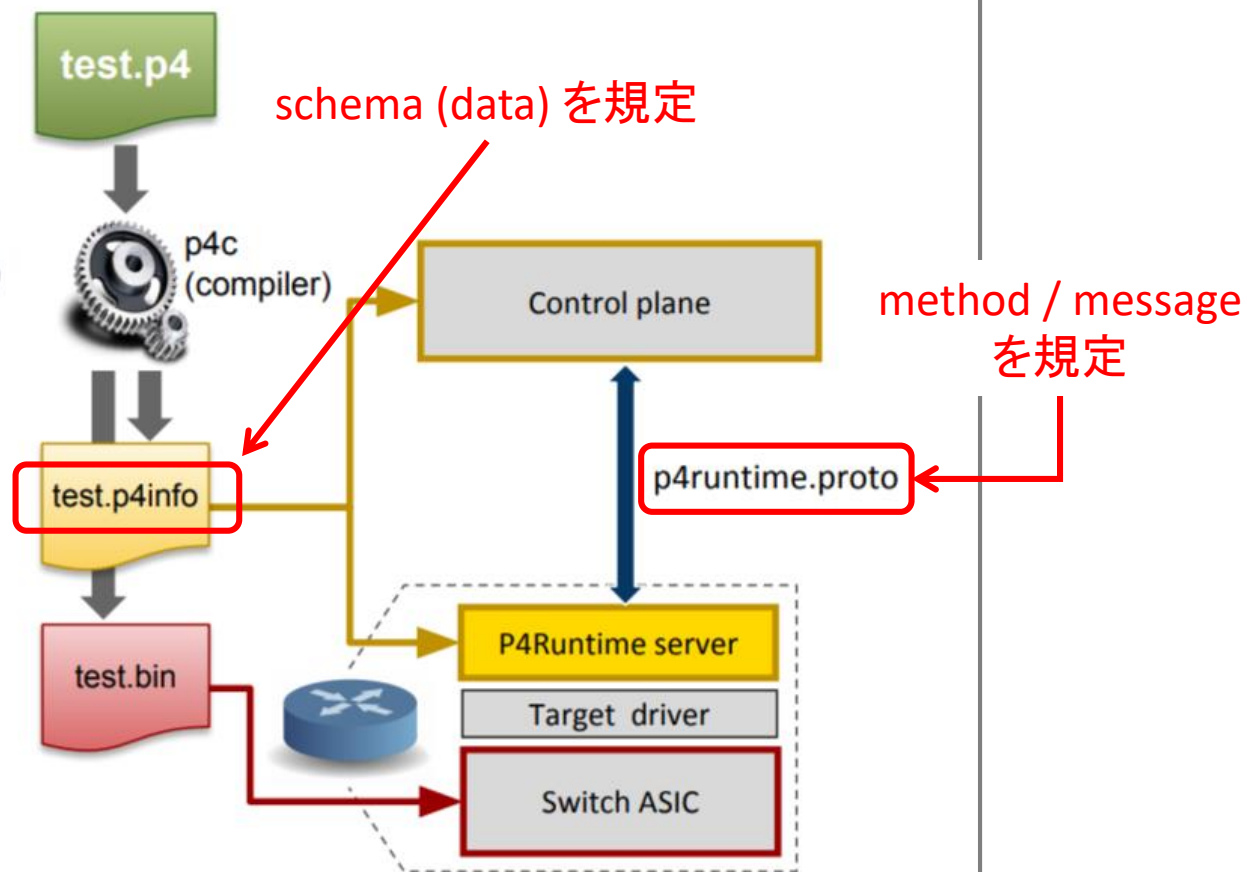 test.p4
schema (data) を規定
p4c
(compiler)
Control plane
method / message
を規定
test.p4info
p4runtime.proto
P4Runtime server
test.bin
Target driver
Switch ASIC